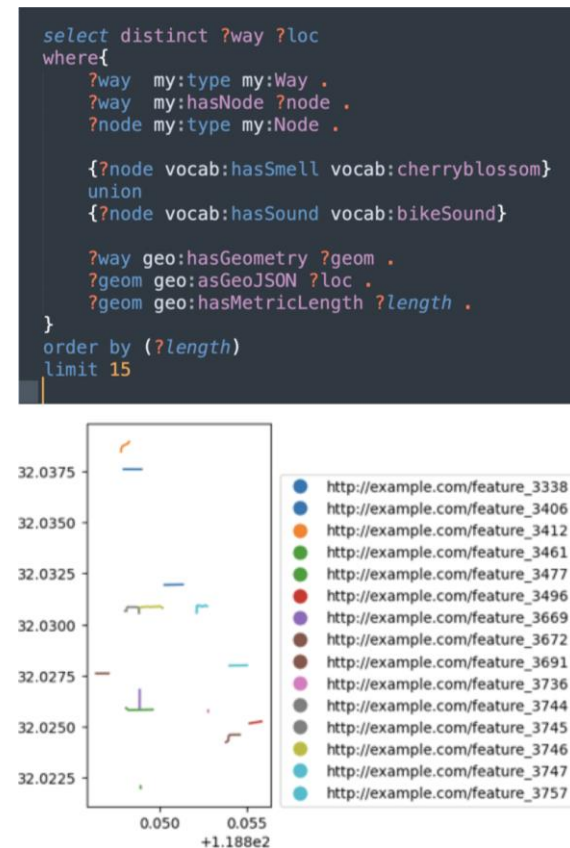 select distinct ?way ?loc
where{
?way my:type my:Way .
?way my:hasNode ?node .
?node my:type my:Node .
{?node vocab:hasSmell vocab:cherryblossom}
union
{?node vocab:hasSound vocab:bikeSound}
?way geo:hasGeometry ?geom .
?geom geo:asGeoJSON ?loc .
?geom geo:hasMetricLength ?length .
}
order by (?length)
limit 15
32.0375
32.0350
32.0325
32.0300
32.0275
32.0250
32.0225
0.050 0.055
+1.188e2
http://example.com/feature_3338
http://example.com/feature_3406
http://example.com/feature_3412
http://example.com/feature_3461
http://example.com/feature_3477
http://example.com/feature_3496
http://example.com/feature_3669
http://example.com/feature_3672
http://example.com/feature_3691
http://example.com/feature_3736
http://example.com/feature_3744
http://example.com/feature_3745
http://example.com/feature_3746
http://example.com/feature_3747
http://example.com/feature_3757